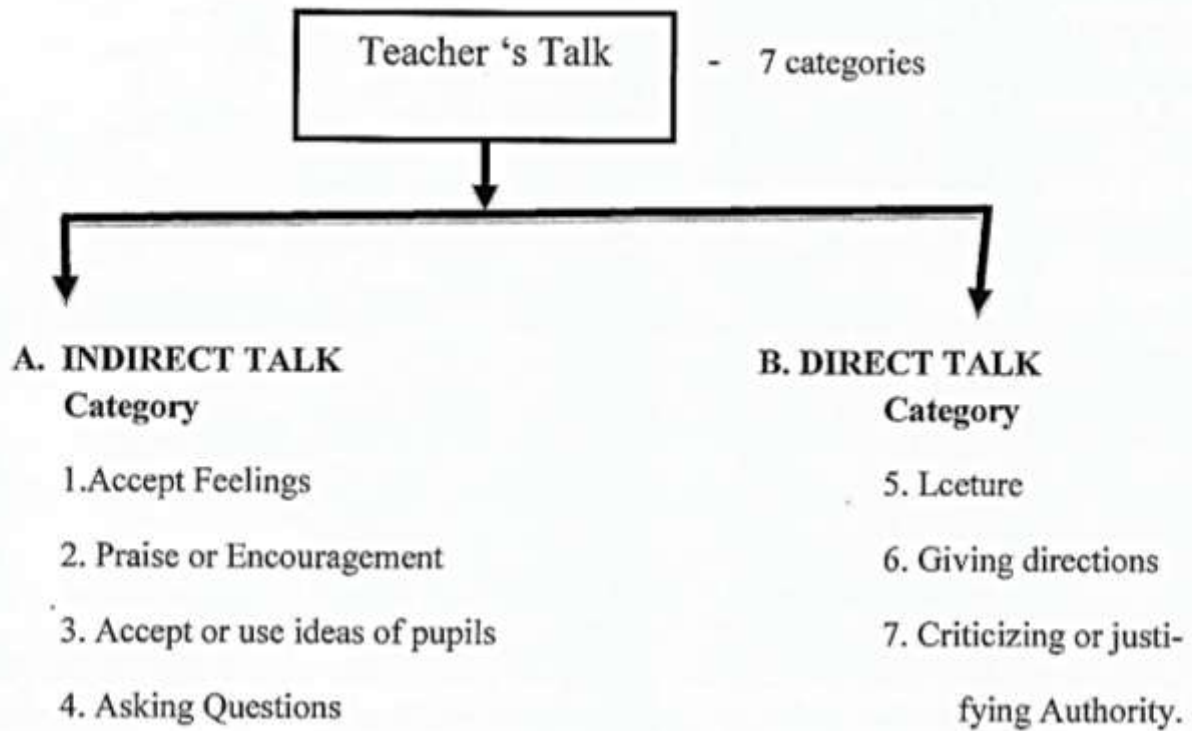 Teacher ‘s Talk
- 7 categories
A. INDIRECT TALK
Category
1.Accept Feelings
2. Praise or Encouragement
3. Accept or use ideas of pupils
4. Asking Questions
B. DIRECT TALK
Category
5. Lceture
6. Giving directions
7. Criticizing or justi-
fying Authority.